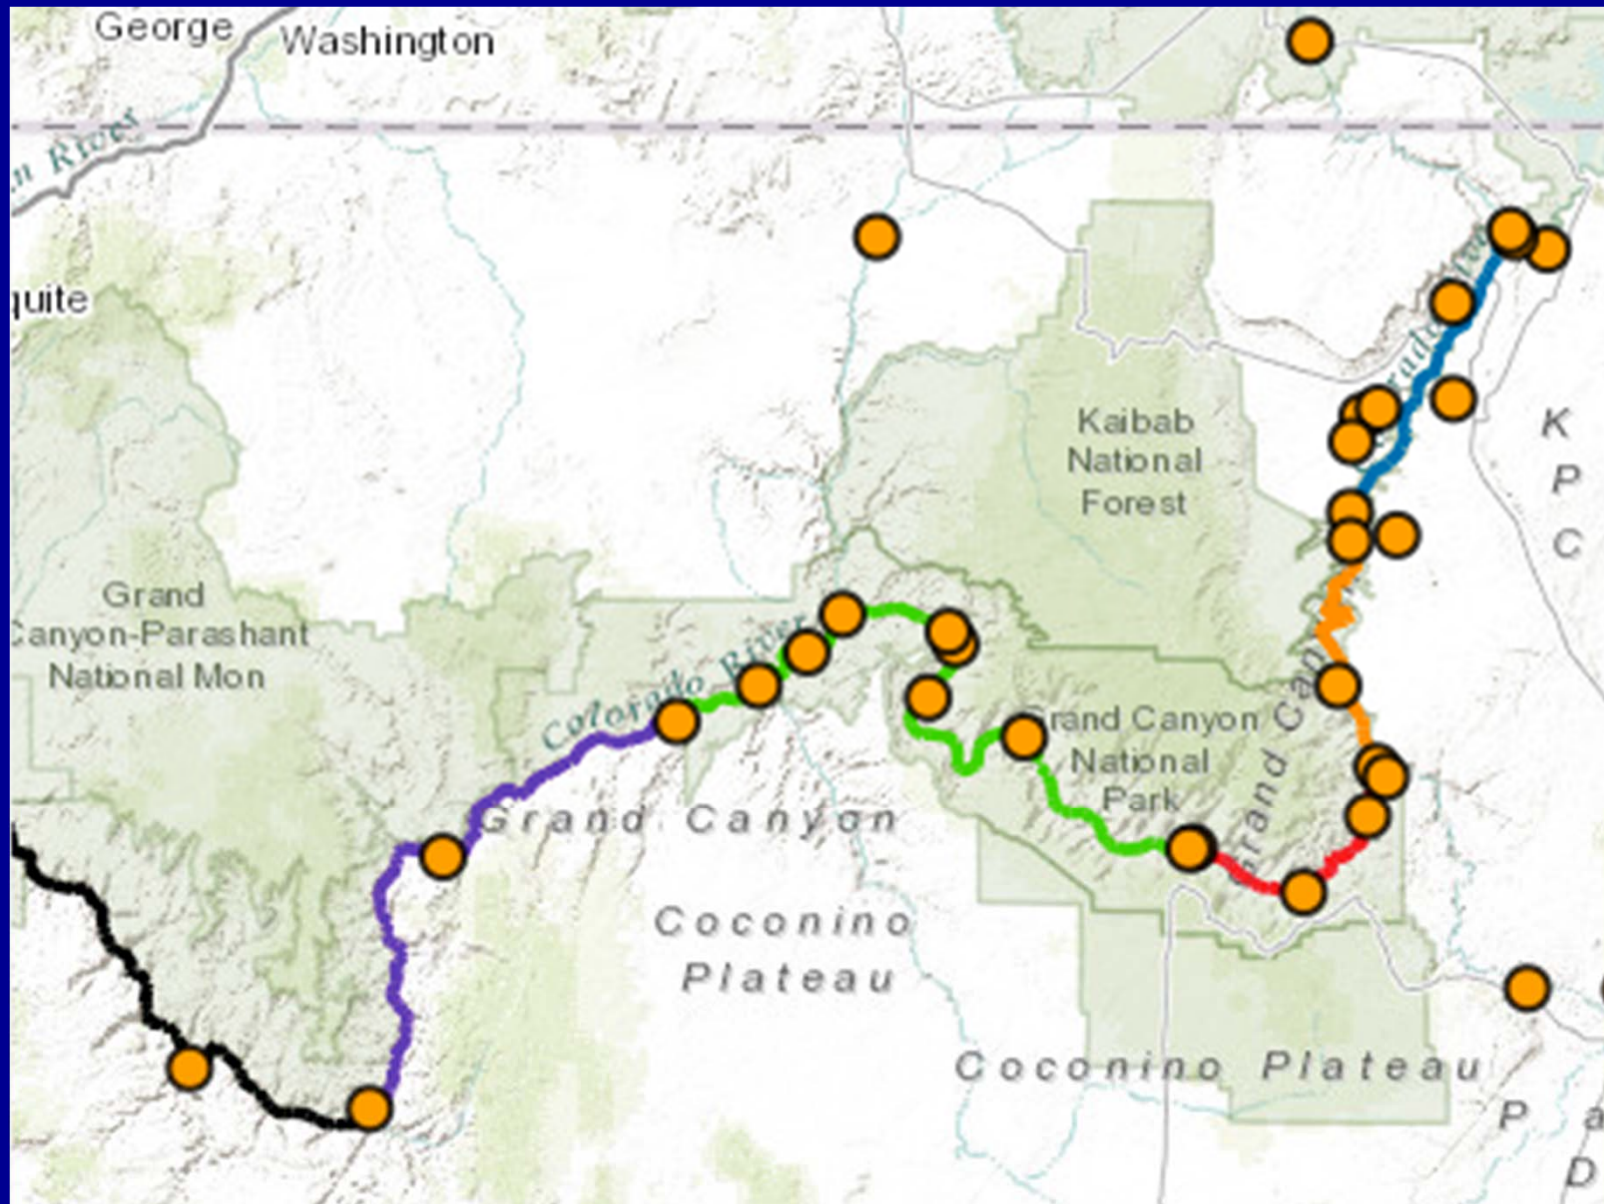 George
Washington
n River
quite
Kaibab
National
Forest
K
P
C
Grand
Canyon-Parashant
National Mon
Colorado River
Grand Canyon
National
Park
Grand Can
Grand Canyon
Coconino
Plateau
Coconino Plateau
P a
D